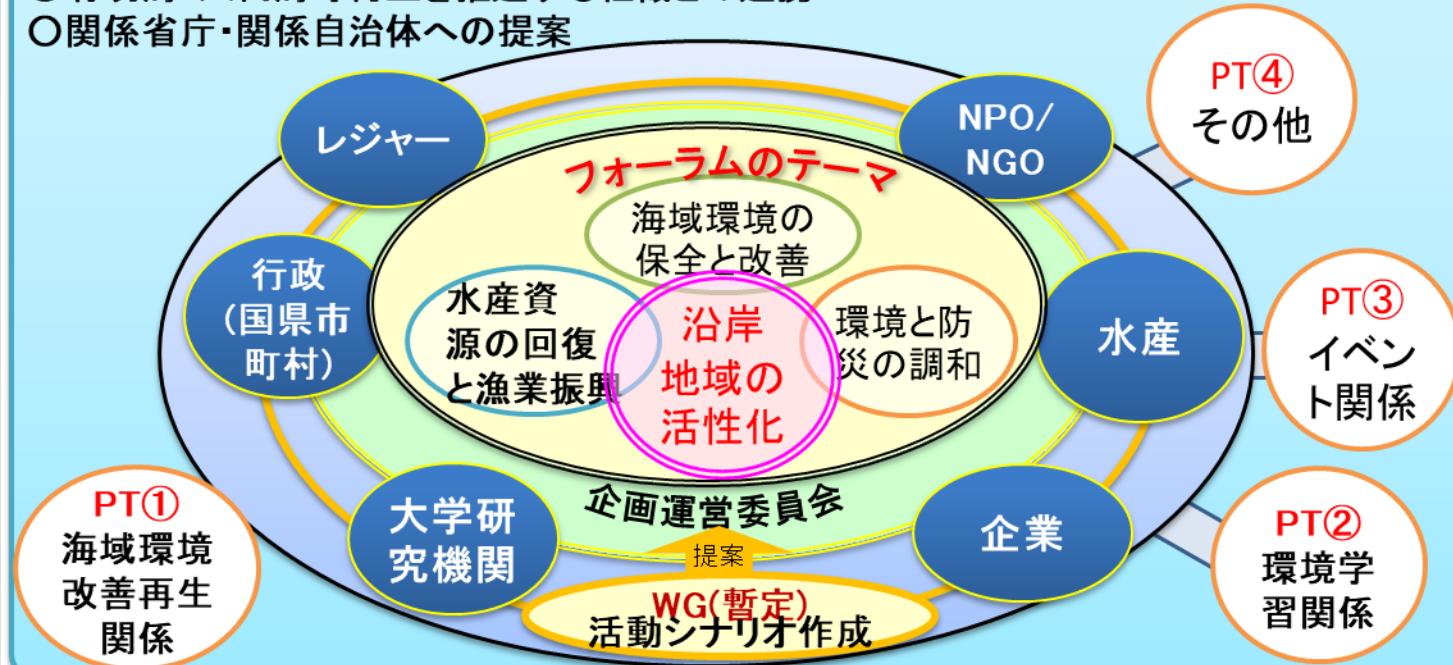 〇関係省庁・関係自治体への提案
PT④
その他
レジャー
NPO/
NGO
フォーラムのテーマ
海域環境の
保全と改善
行政
(国県市
町村)
水産資
源の回復
と漁業振興
沿岸
地域の
活性化
環境と防
災の調和
水産
PT③
イベン
ト関係
PT①
海域環境
改善再生
関係
大学研
究機関
企画運営委員会
提案
企業
PT②
環境学
習関係
WG(暫定)
活動シナリオ作成